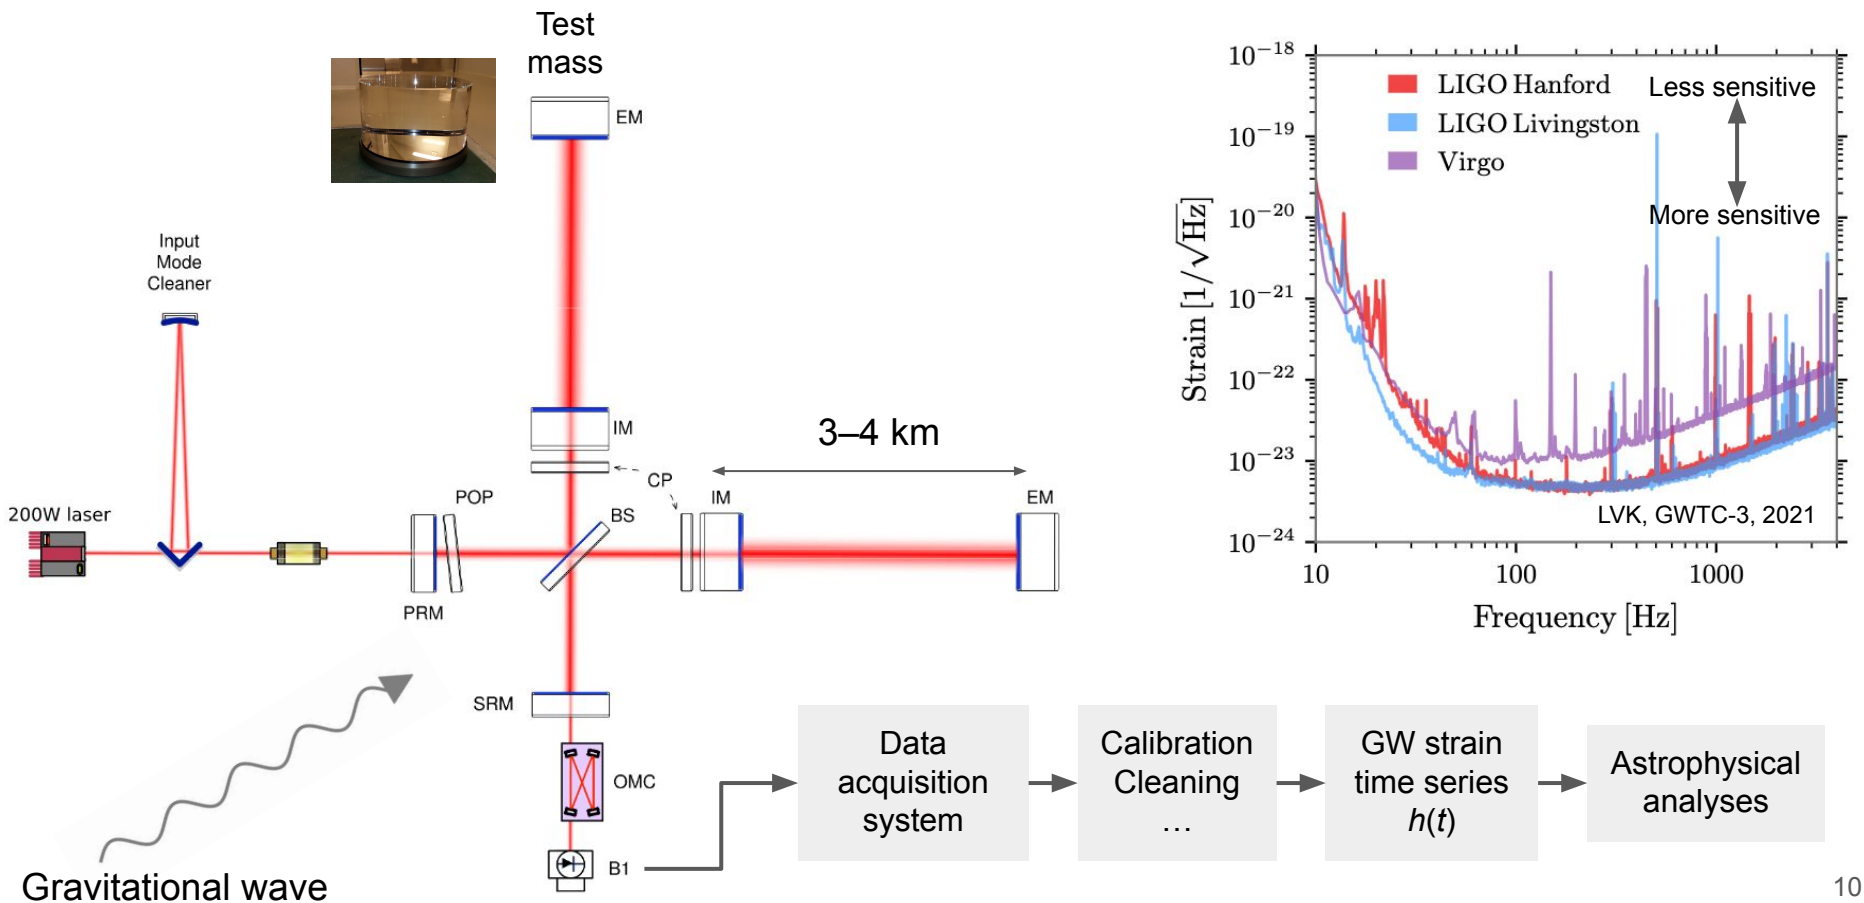 Test
mass
EM
Input
Mode
Cleaner
IM
3–4 km
CP
200W laser
POP
BS
IM
EM
PRM
SRM
OMC
B1
Gravitational wave
10−18
10−19
10−20
10−21
10−22
10−23
10−24
Strain [1/√Hz]
LIGO Hanford
LIGO Livingston
Virgo
Less sensitive
More sensitive
LVK, GWTC-3, 2021
10
100
1000
Frequency [Hz]
Data
acquisition
system
Calibration
Cleaning
…
GW strain
time series
h(t)
Astrophysical
analyses
10